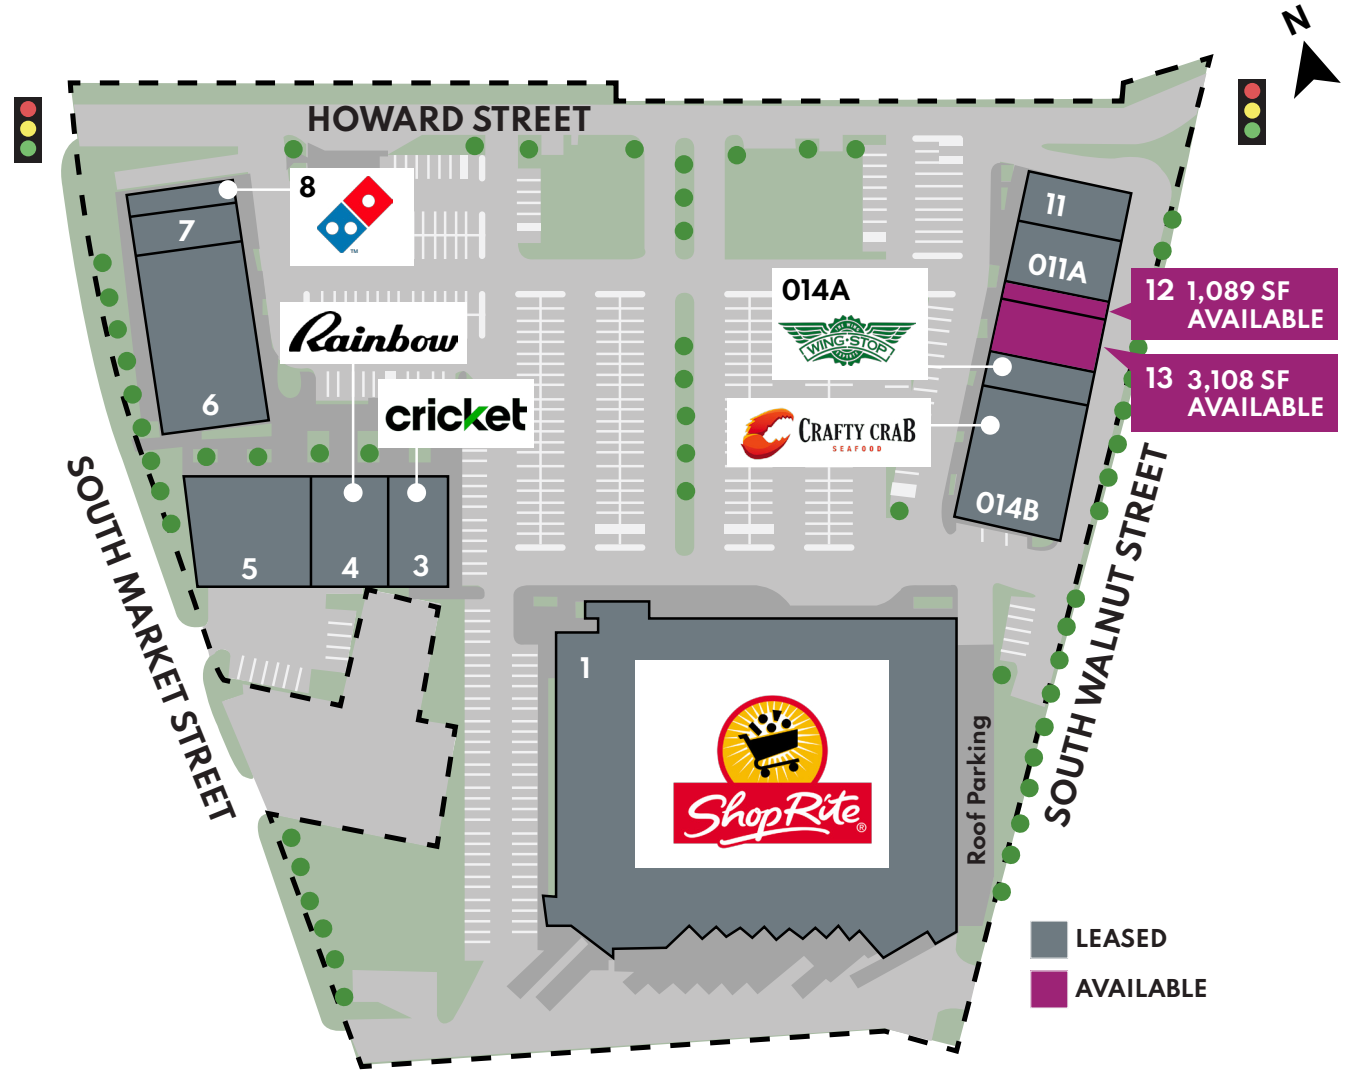 N
HOWARD STREET
8
TM
7
11
011A
12 1,089 SF
AVAILABLE
014A
WING·STOP
Rainbow
13 3,108 SF
AVAILABLE
6
cricket
CRAFTY CRAB
SEAFOOD
014B
SOUTH MARKET STREET
SOUTH WALNUT STREET
5
4
3
1
ShopRite®
Roof Parking
LEASED
AVAILABLE